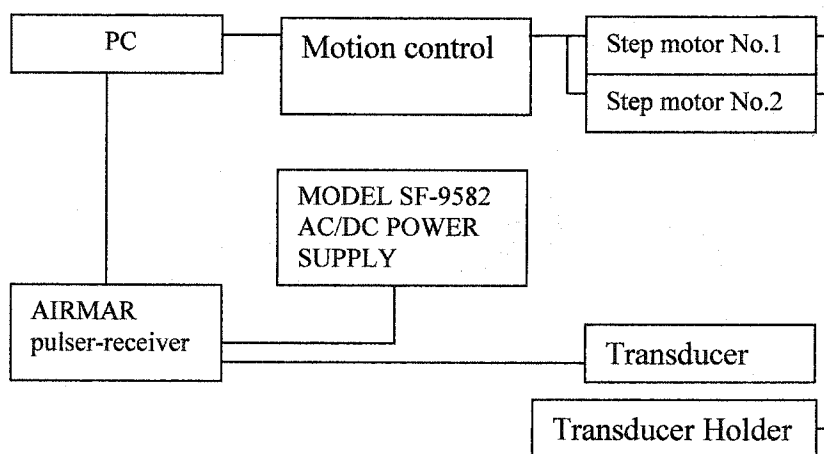 PC
Motion control
Step motor No.1
Step motor No.2
MODEL SF-9582
AC/DC POWER
SUPPLY
AIRMAR
pulser-receiver
Transducer
Transducer Holder